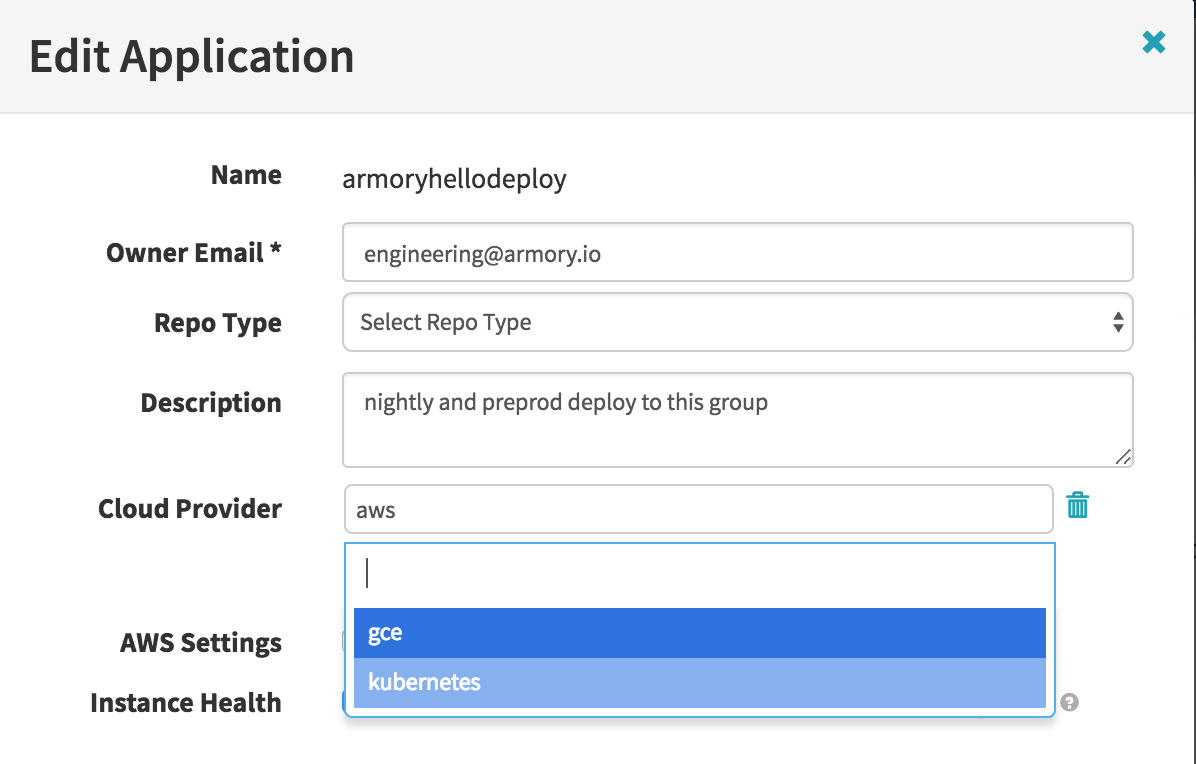 Edit Application
Name
armoryhellodeploy
Owner Email *
engineering@armory.io
Repo Type
Select Repo Type
Description
nightly and preprod deploy to this group
Cloud Provider
aws
gce
kubernetes
AWS Settings
Instance Health
?